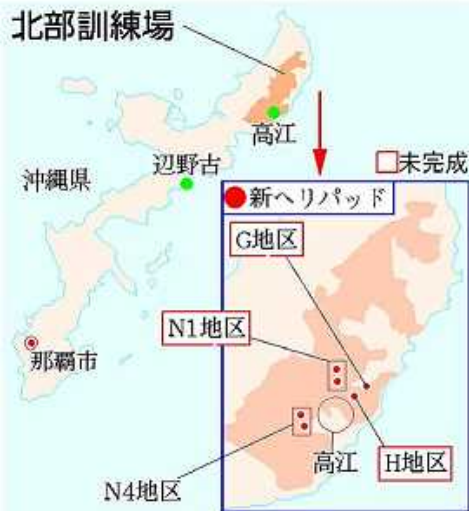 北部訓練場
高江
辺野古
沖縄県
那覇市
□未完成
●新ヘリパッド
G地区
N1地区
高江
H地区
N4地区